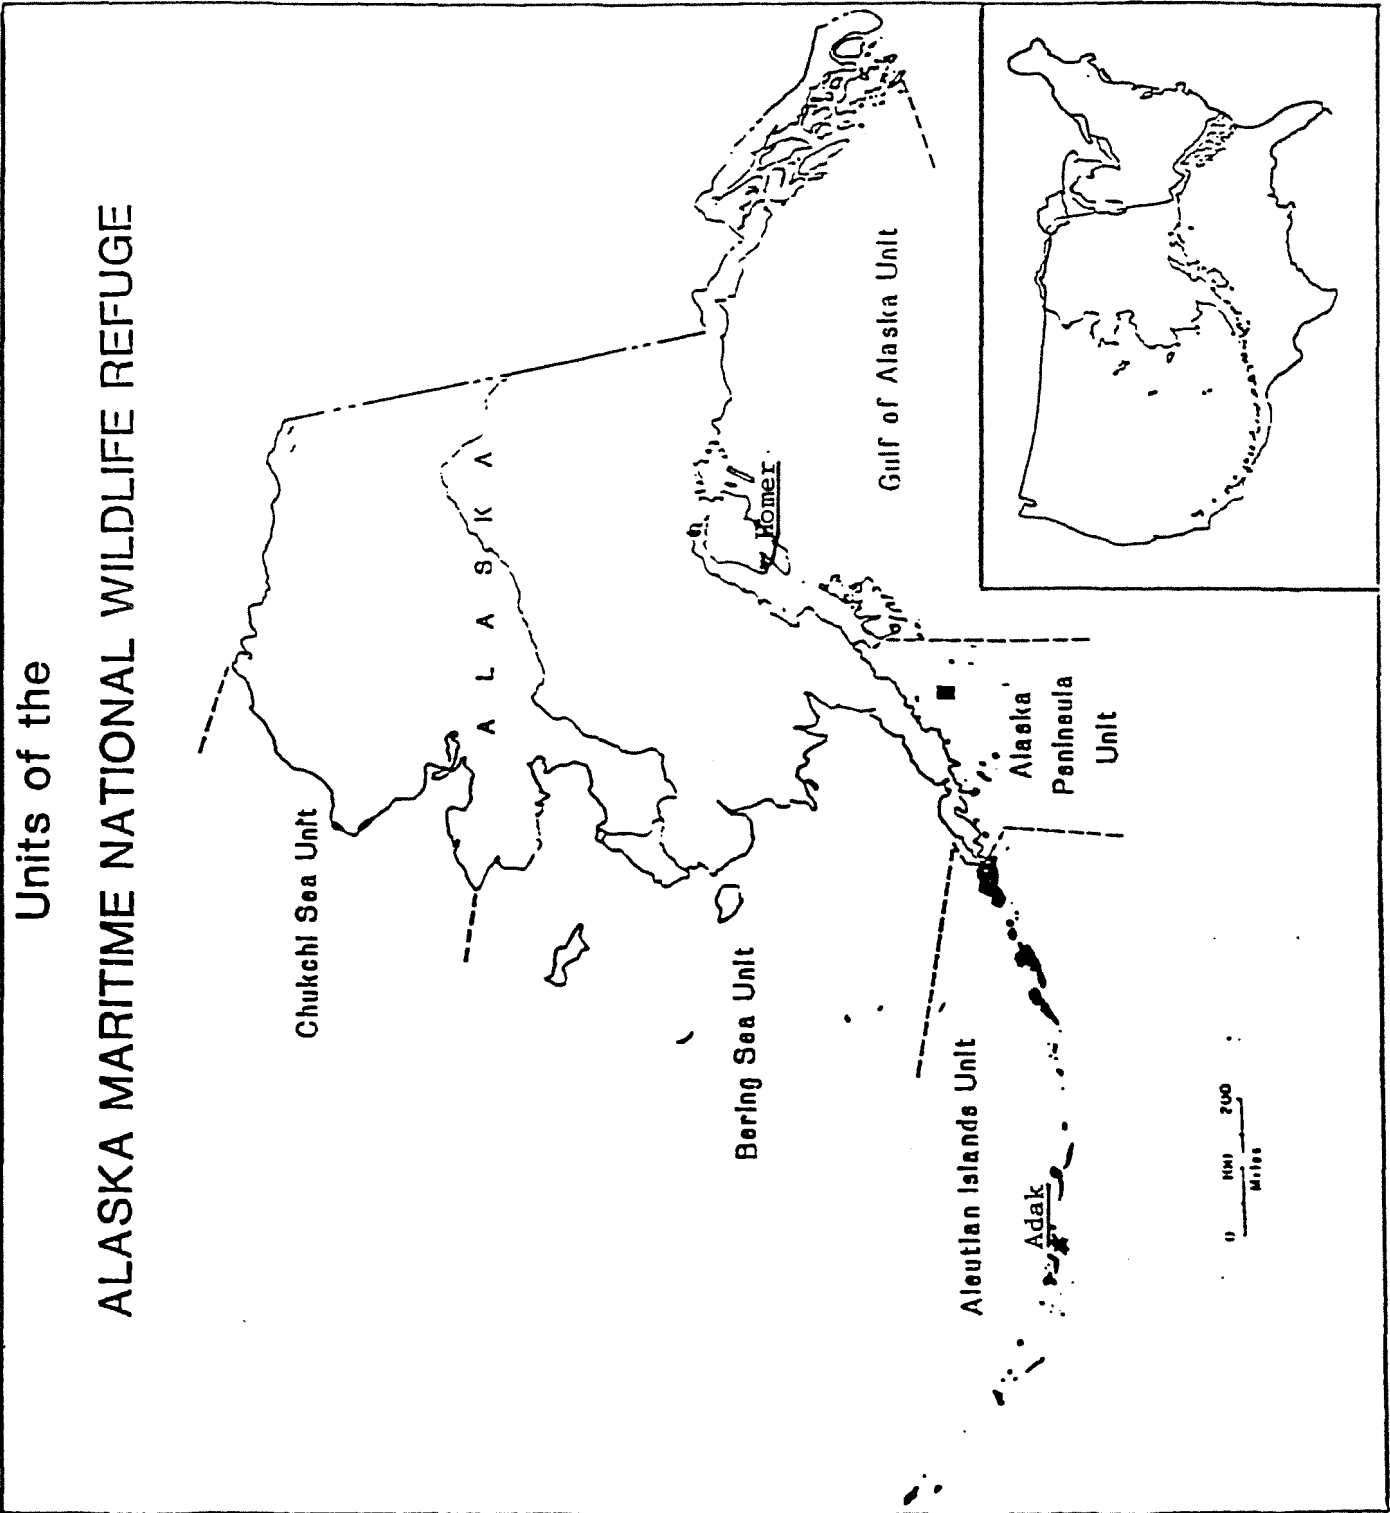 Units of the
ALASKA MARITIME NATIONAL WILDLIFE REFUGE
Chukchi Sea Unit
ALASKA
Bering Sea Unit
Homer
Gulf of Alaska Unit
Aleutian Islands Unit
Adak
Alaska
Peninsula
Unit
0 100 200
Miles